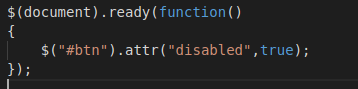 $(document).ready(function()
{
    $("#btn").attr("disabled",true);
});